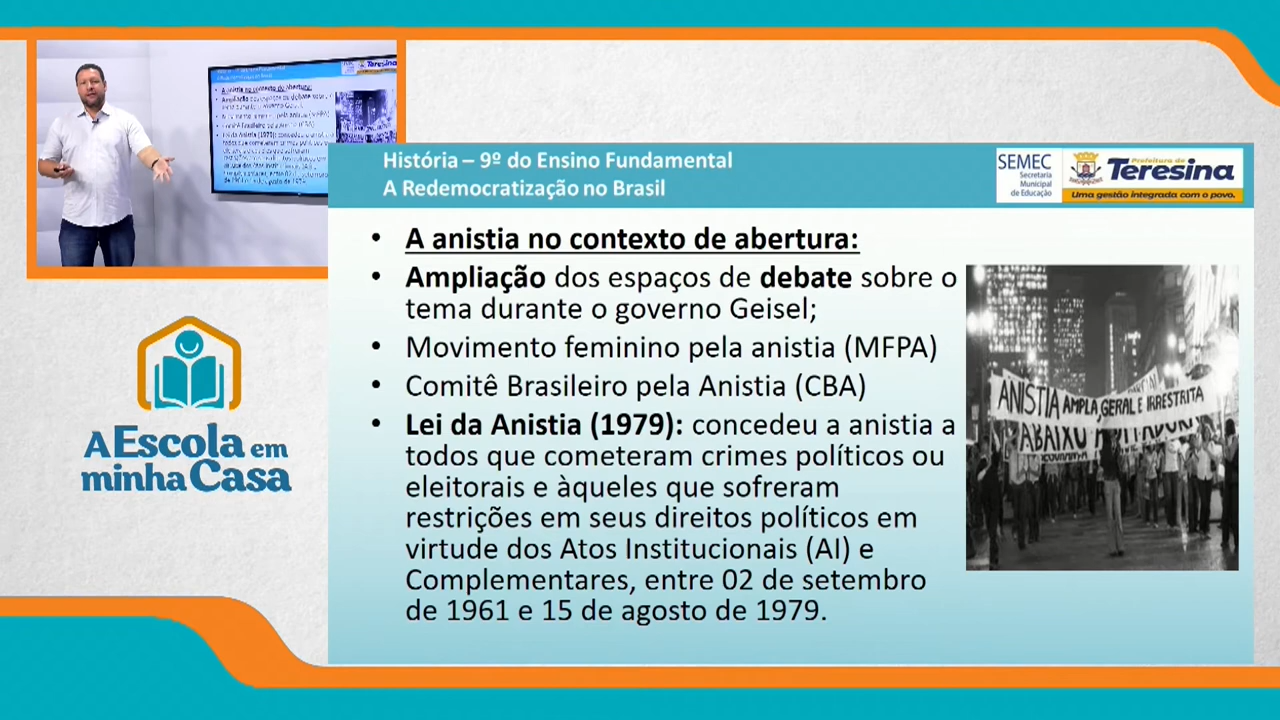 História – 9º do Ensino Fundamental
A Redemocratização no Brasil
SEMEC
Secretaria
Municipal
de Educação
Prefeitura de
Teresina
Uma gestão integrada com o povo.
• A anistia no contexto de abertura:
• Ampliação dos espaços de debate sobre o
tema durante o governo Geisel;
• Movimento feminino pela anistia (MFPA)
• Comitê Brasileiro pela Anistia (CBA)
• Lei da Anistia (1979): concedeu a anistia a
todos que cometeram crimes políticos ou
eleitorais e àqueles que sofreram
restrições em seus direitos políticos em
virtude dos Atos Institucionais (AI) e
Complementares, entre 02 de setembro
de 1961 e 15 de agosto de 1979.
ANISTIA AMPLA, GERAL E IRRESTRITA
ABAIXO
A Escola em
minha Casa